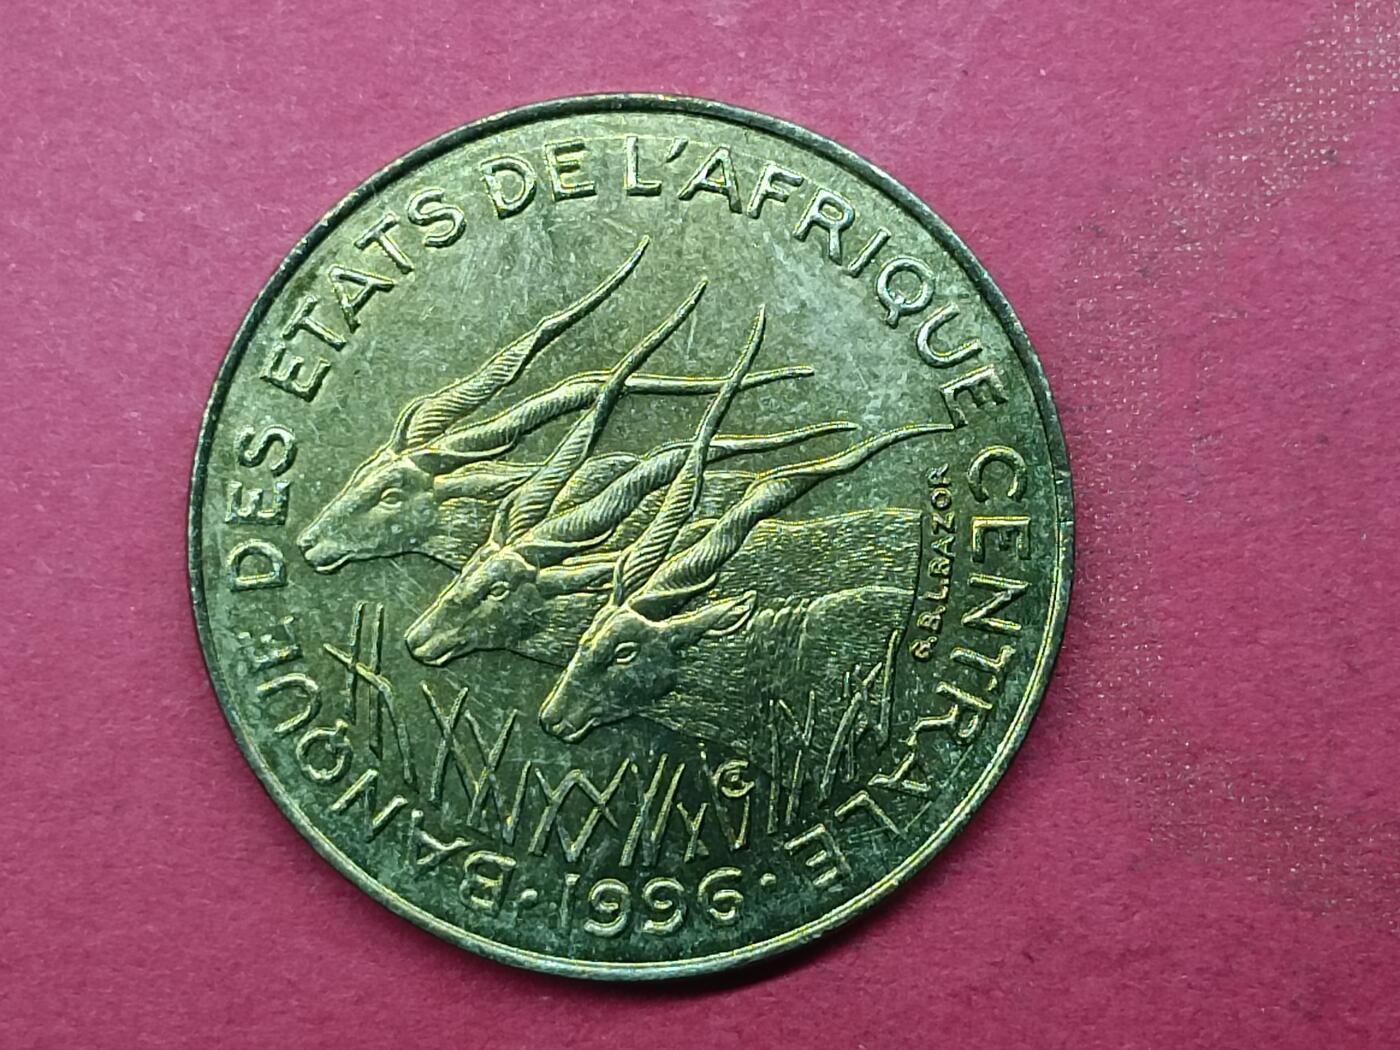 BANQUE DES ETATS DE L'AFRIQUE CENTRALE
G.B.L.BAZOR
·1996·